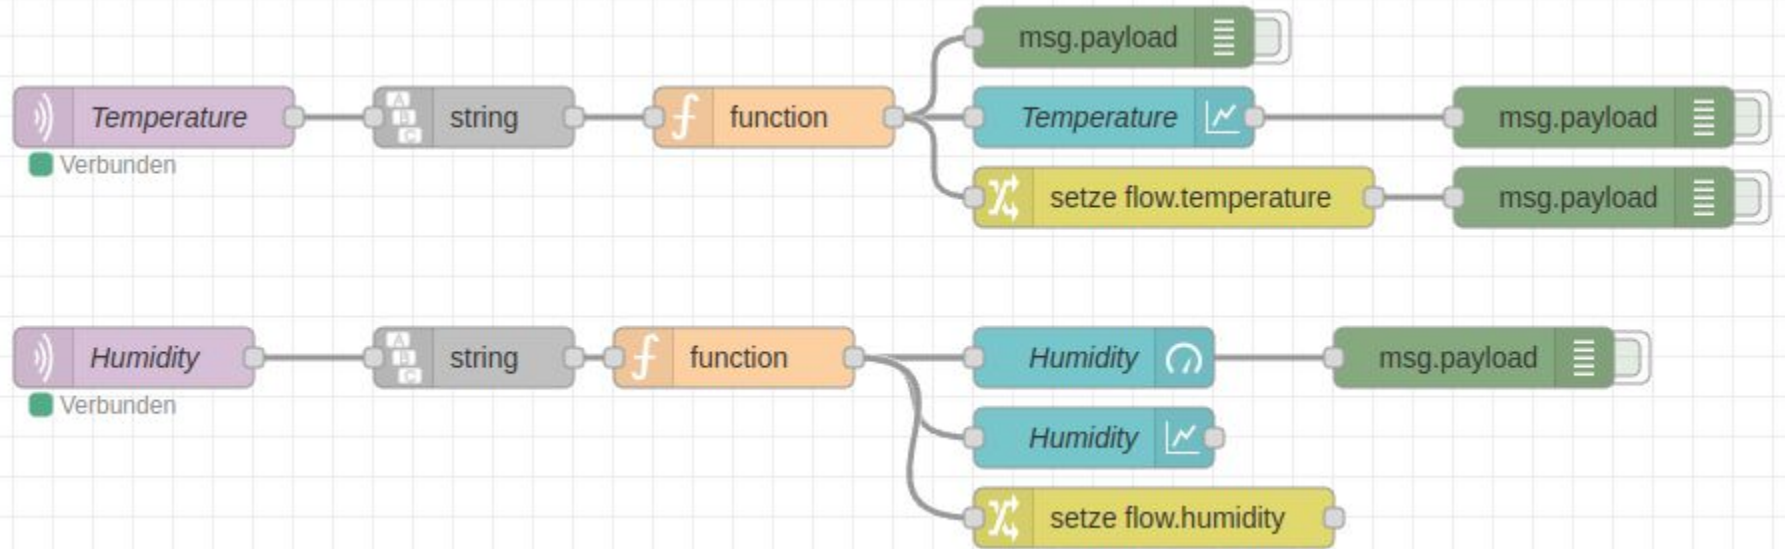 msg.payload
Temperature string function Temperature msg.payload
Verbunden
setze flow.temperature msg.payload
Humidity string function Humidity msg.payload
Verbunden
Humidity
setze flow.humidity